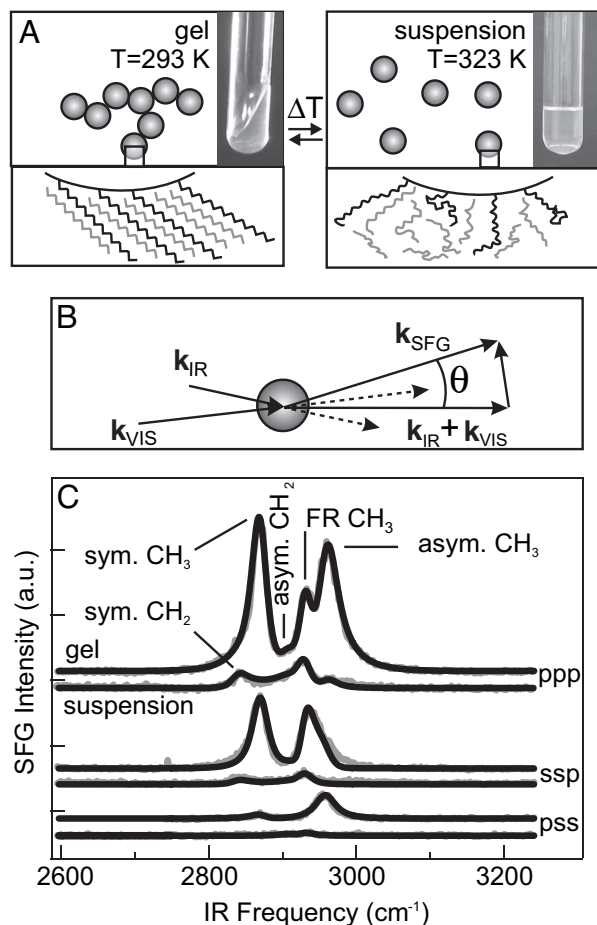 A
gel
T=293 K
ΔT
suspension
T=323 K
B
k_IR
k_VIS
k_SFG
θ
k_IR + k_VIS
C
sym. CH₃
asym. CH₂
FR CH₃
asym. CH₃
sym. CH₂
gel
suspension
ppp
ssp
pss
SFG Intensity (a.u.)
2600
2800
3000
3200
IR Frequency (cm⁻¹)